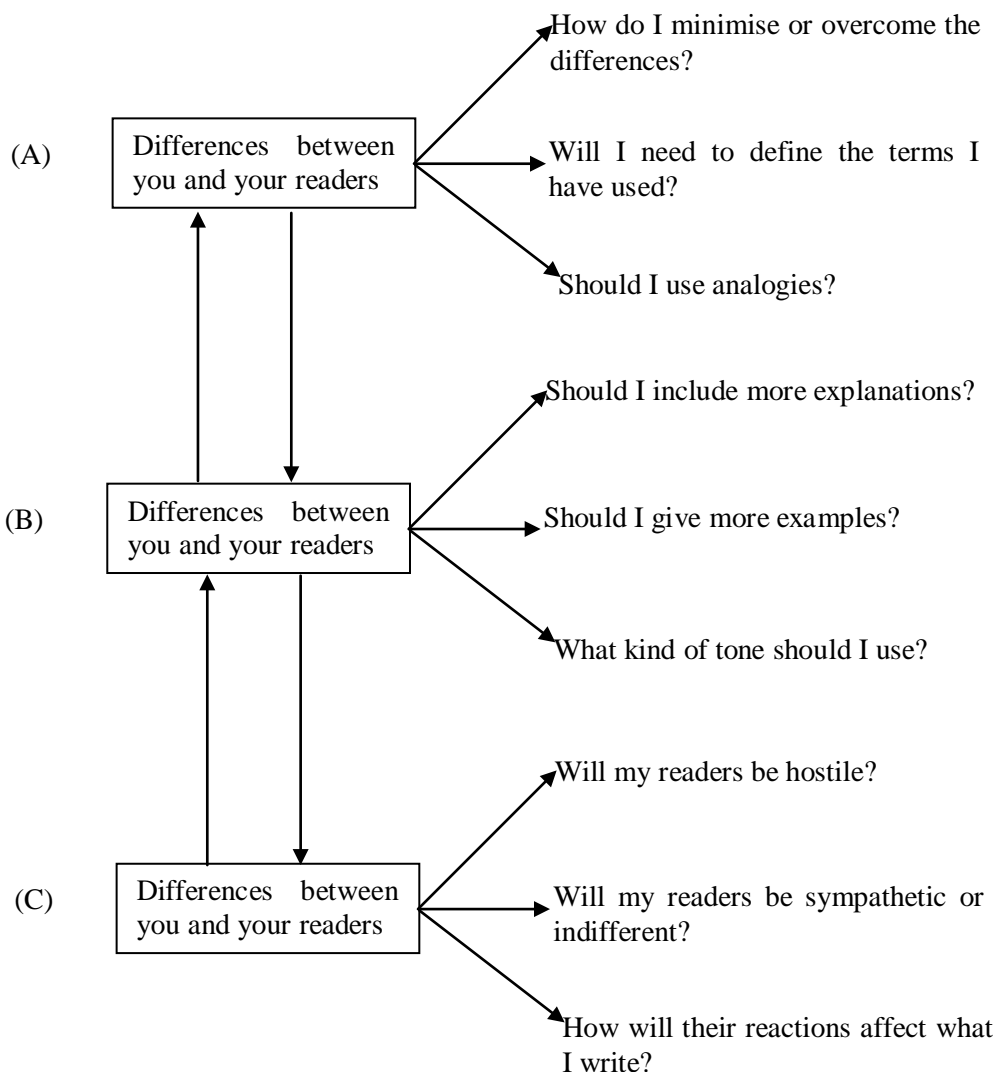 How do I minimise or overcome the
differences?
(A)
Differences between
you and your readers
Will I need to define the terms I
have used?
Should I use analogies?
Should I include more explanations?
(B)
Differences between
you and your readers
Should I give more examples?
What kind of tone should I use?
Will my readers be hostile?
(C)
Differences between
you and your readers
Will my readers be sympathetic or
indifferent?
How will their reactions affect what
I write?